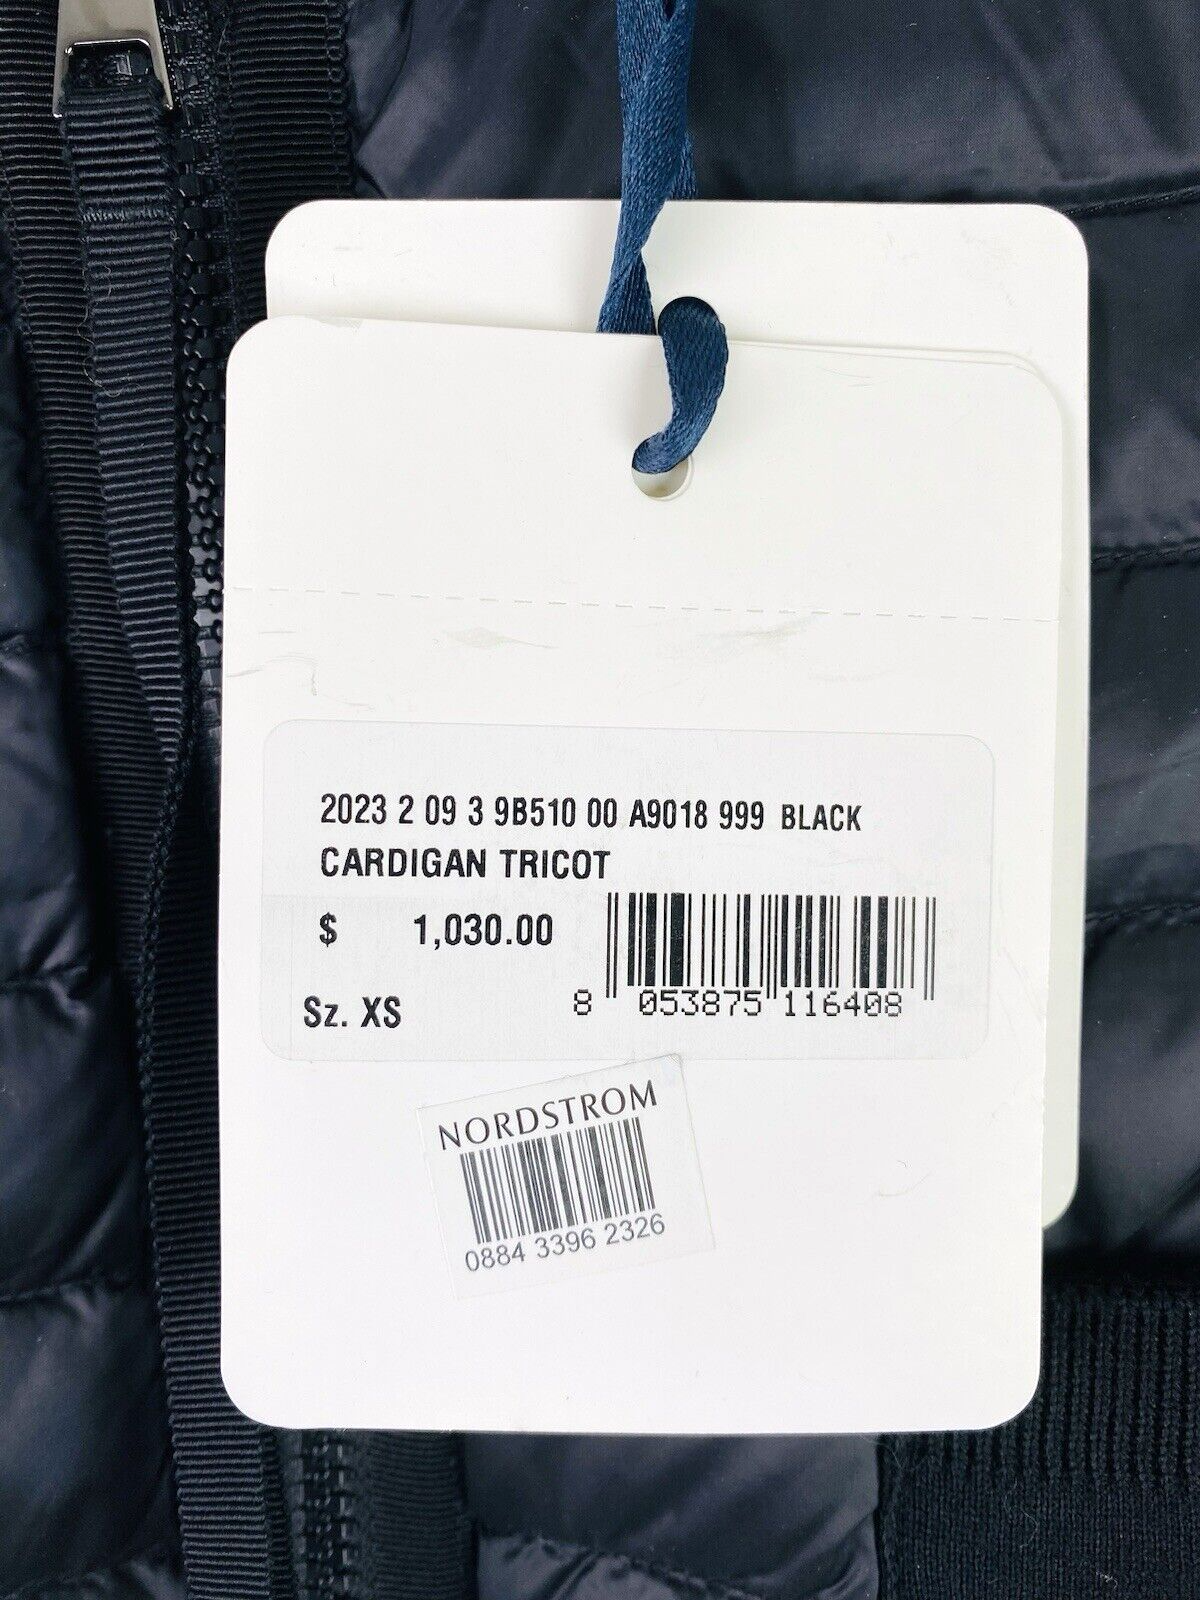 2023 2 09 3 9B510 00 A9018 999 BLACK
CARDIGAN TRICOT
$ 1,030.00
8 053875 116408
Sz. XS
NORDSTROM
0884 3396 2326